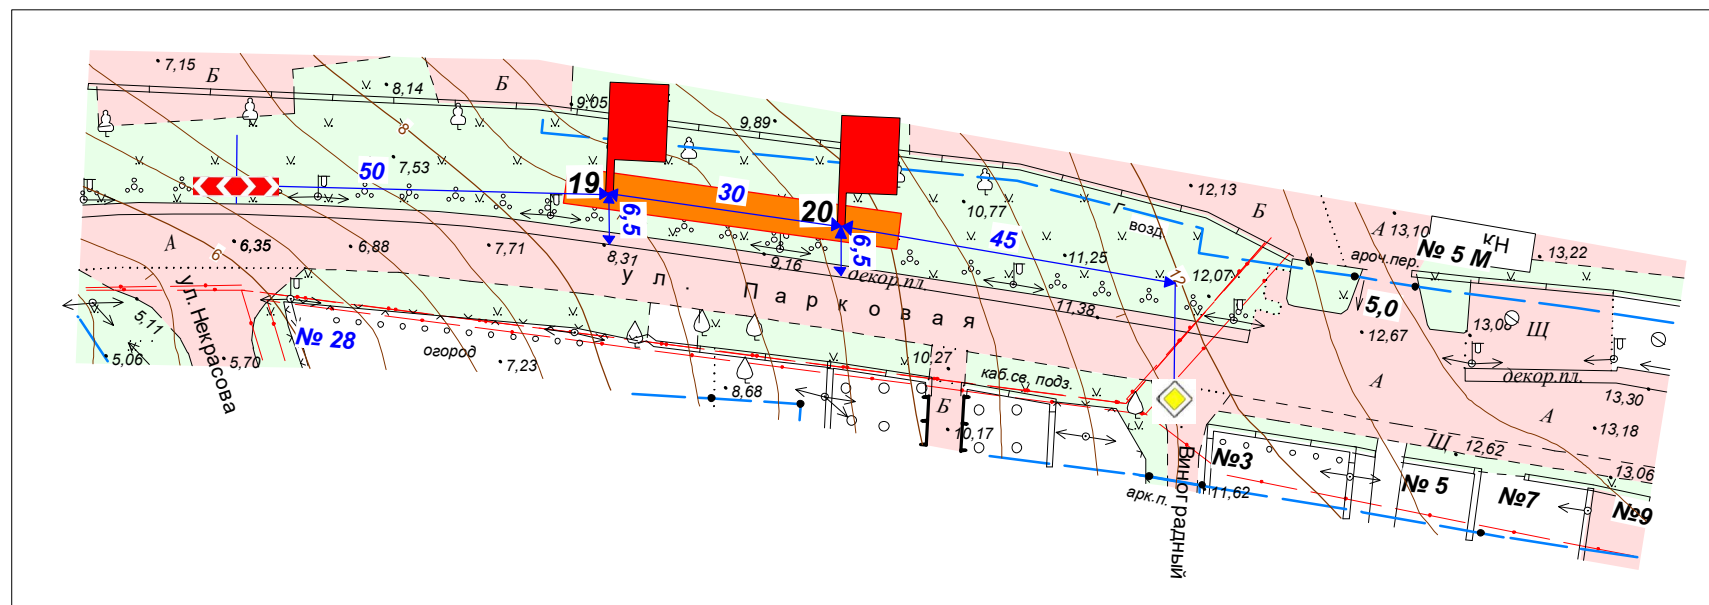 7,15
Б
8,14
Б
9,05
9,89
8
7,53
50
19
30
20
6,5
6,5
45
10,77
12,13
Г
возд.
Б
А
13,10
№ 5 М
КН
13,22
ароч.пер.
А
6,35
6
6,88
7,71
8,31
9,16
декор.пл.
11,25
12
12,07
11,38
ул. Парковая
5,0
12,67
13,06
Щ
ул. Некрасова
5,11
5,06
5,70
№ 28
огород
7,23
8,68
10,27
каб.св. подз.
Б
10,17
А
декор.пл.
13,30
А
13,18
Щ
12,62
13,06
Виноградный
№3
арк.п.
11,62
№ 5
№7
№9